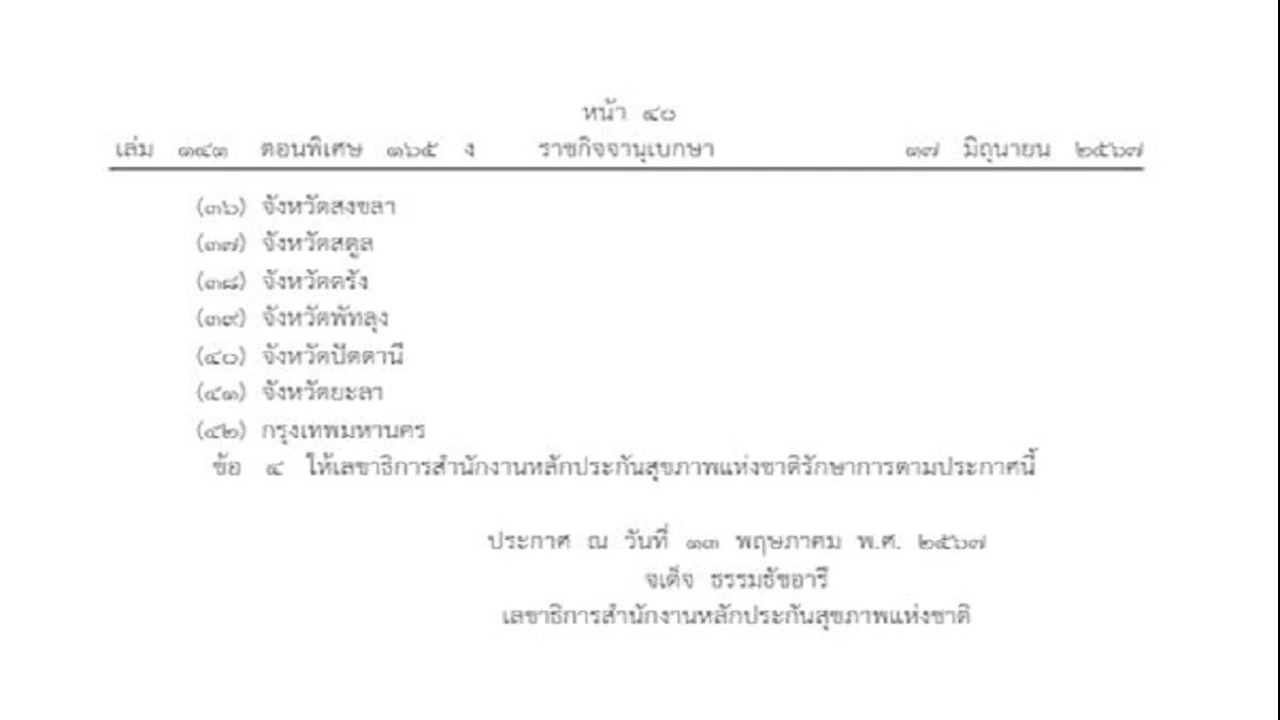 หน้า ๔๐
เล่ม ๑๔๑ ตอนพิเศษ ๑๖๕ ง ราชกิจจานุเบกษา ๑๗ มิถุนายน ๒๕๖๗
(๓๖) จังหวัดสงขลา
(๓๗) จังหวัดสตูล
(๓๘) จังหวัดตรัง
(๓๙) จังหวัดพัทลุง
(๔๐) จังหวัดปัตตานี
(๔๑) จังหวัดยะลา
(๔๒) กรุงเทพมหานคร
ข้อ ๔ ให้เลขาธิการสำนักงานหลักประกันสุขภาพแห่งชาติรักษาการตามประกาศนี้
ประกาศ ณ วันที่ ๑๓ พฤษภาคม พ.ศ. ๒๕๖๗
จเด็จ ธรรมธัชอารี
เลขาธิการสำนักงานหลักประกันสุขภาพแห่งชาติ